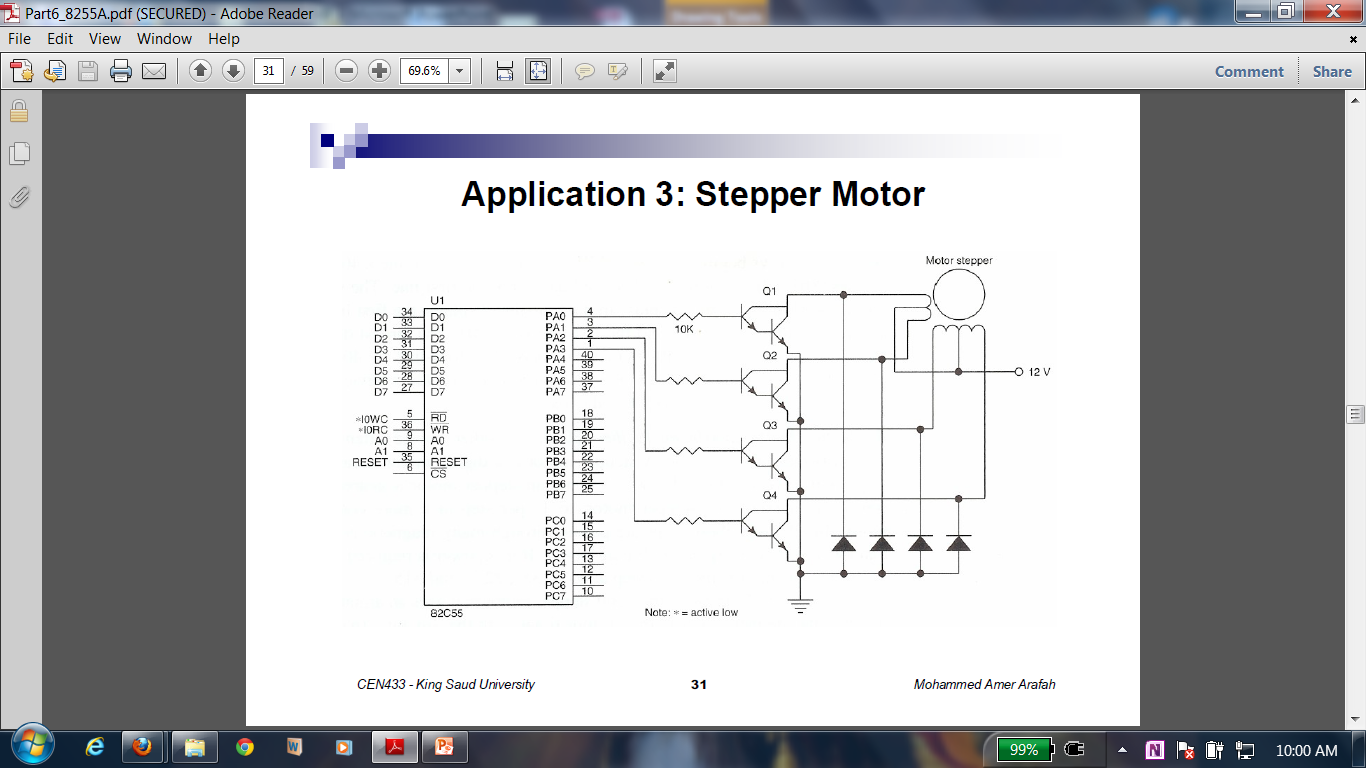 Part6_8255A.pdf (SECURED) - Adobe Reader
File Edit View Window Help
31 / 59 69.6% Comment Share
Application 3: Stepper Motor
Motor stepper
U1
Q1
D0 34 D0 PA0 4
D1 33 D1 PA1 3
D2 32 D2 PA2 2
D3 31 D3 PA3 1
D4 30 D4 PA4 40
D5 29 D5 PA5 39
D6 28 D6 PA6 38
D7 27 D7 PA7 37
10K
Q2
12 V
*I0WC 5 RD PB0 18
*I0RC 36 WR PB1 19
A0 9 A0 PB2 20
A1 8 A1 PB3 21
RESET 35 RESET PB4 22
6 CS PB5 23
PB6 24
PB7 25
Q3
Q4
PC0 14
PC1 15
PC2 16
PC3 17
PC4 13
PC5 12
PC6 11
PC7 10
82C55
Note: * = active low
CEN433 - King Saud University 31 Mohammed Amer Arafah
99% 10:00 AM